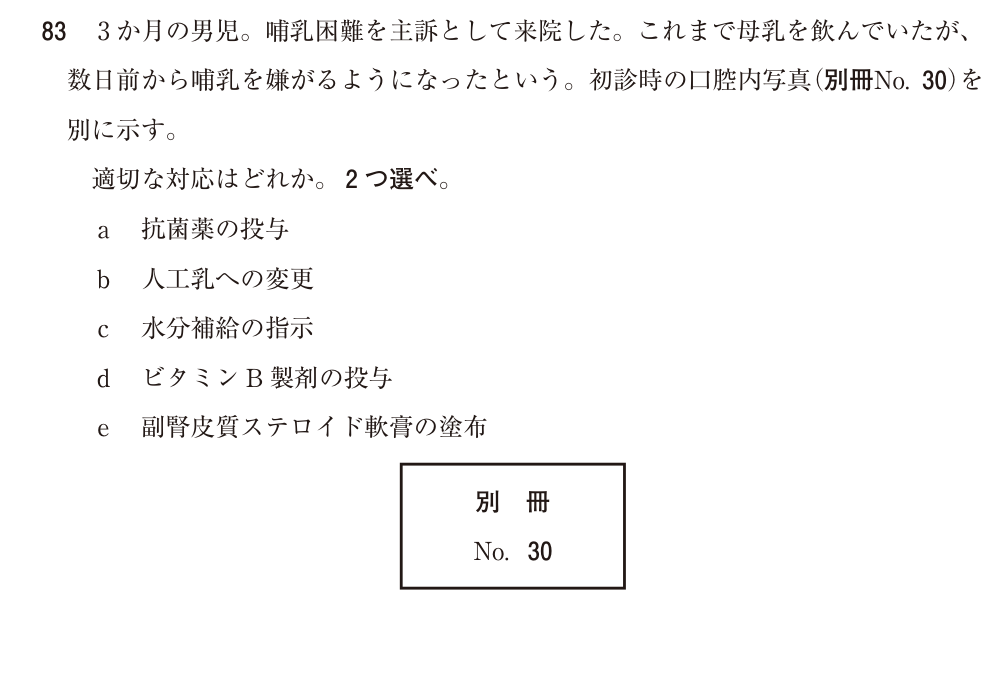 83 3か月の男児。哺乳困難を主訴として来院した。これまで母乳を飲んでいたが、
数日前から哺乳を嫌がるようになったという。初診時の口腔内写真(別冊No. 30)を
別に示す。
適切な対応はどれか。2つ選べ。
a 抗菌薬の投与
b 人工乳への変更
c 水分補給の指示
d ビタミンB製剤の投与
e 副腎皮質ステロイド軟膏の塗布
別 冊
No. 30